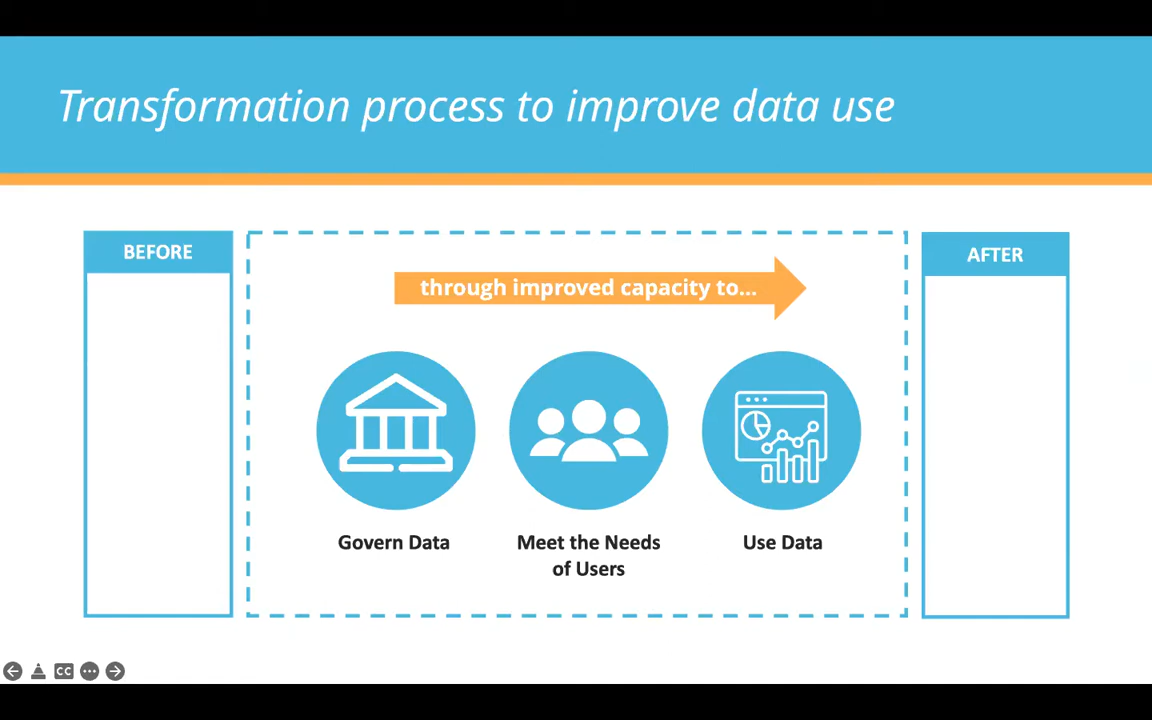 Transformation process to improve data use
BEFORE
through improved capacity to...
Govern Data
Meet the Needs
of Users
Use Data
AFTER
CC